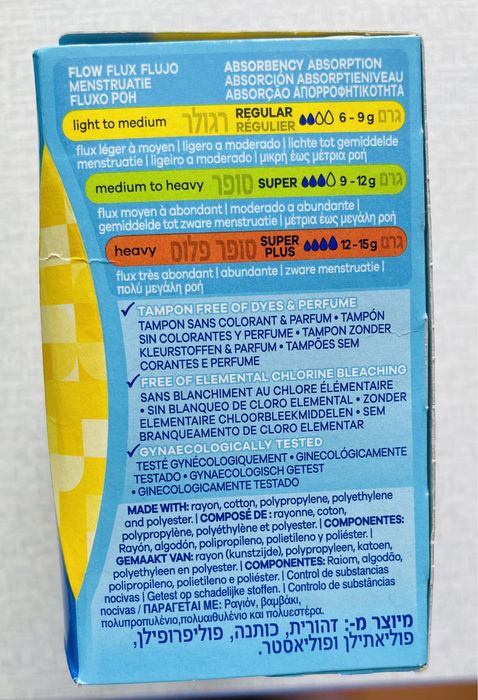 FLOW FLUX FLUJO
MENSTRUATIE
FLUXO ΡΟΗ
ABSORBENCY ABSORPTION
ABSORCIÓN ABSORPTIENIVEAU
ABSORÇÃO ΑΠΟΡΡΟΦΗΤΙΚΟΤΗΤΑ
light to medium רגולר REGULAR RÉGULIER 6 - 9 g גרם
flux léger à moyen | ligero a moderado | lichte tot gemiddelde
menstruatie | ligeiro a moderado | μικρή έως μέτρια ροή
medium to heavy סופר SUPER 9 - 12 g גרם
flux moyen à abondant | moderado a abundante |
gemiddelde tot zware menstruatie | μέτρια έως μεγάλη ροή
heavy סופר פלוס SUPER PLUS 12 - 15 g גרם
flux très abondant | abundante | zware menstruatie |
πολύ μεγάλη ροή
✓ TAMPON FREE OF DYES & PERFUME
TAMPON SANS COLORANT & PARFUM • TAMPÓN
SIN COLORANTES Y PERFUME • TAMPON ZONDER
KLEURSTOFFEN & PARFUM • TAMPÕES SEM
CORANTES E PERFUME
✓ FREE OF ELEMENTAL CHLORINE BLEACHING
SANS BLANCHIMENT AU CHLORE ÉLÉMENTAIRE
• SIN BLANQUEO DE CLORO ELEMENTAL • ZONDER
ELEMENTAIRE CHLOORBLEEKMIDDELEN • SEM
BRANQUEAMENTO DE CLORO ELEMENTAR
✓ GYNAECOLOGICALLY TESTED
TESTÉ GYNÉCOLOGIQUEMENT • GINECOLÓGICAMENTE
TESTADO • GYNAECOLOGISCH GETEST
• GINECOLOGICAMENTE TESTADO
MADE WITH: rayon, cotton, polypropylene, polyethylene
and polyester. | COMPOSÉ DE : rayonne, coton,
polypropylène, polyéthylène et polyester. | COMPONENTES:
Rayón, algodón, polipropileno, polietileno y poliéster. |
GEMAAKT VAN: rayon (kunstzijde), polypropyleen, katoen,
polyethyleen en polyester. | COMPONENTES: Raiom, algodão,
polipropileno, polietileno e poliéster. | Control de substancias
nocivas | Getest op schadelijke stoffen. | Controlo de substâncias
nocivas / ΠΑΡΑΓΕΤΑΙ ΜΕ: Ραγιόν, βαμβάκι,
πολυπροπυλένιο,πολυαιθυλένιο και πολυεστέρα.
מיוצר מ-: זהורית, כותנה, פוליפרופילן,
פוליאתילן ופוליאסטר.